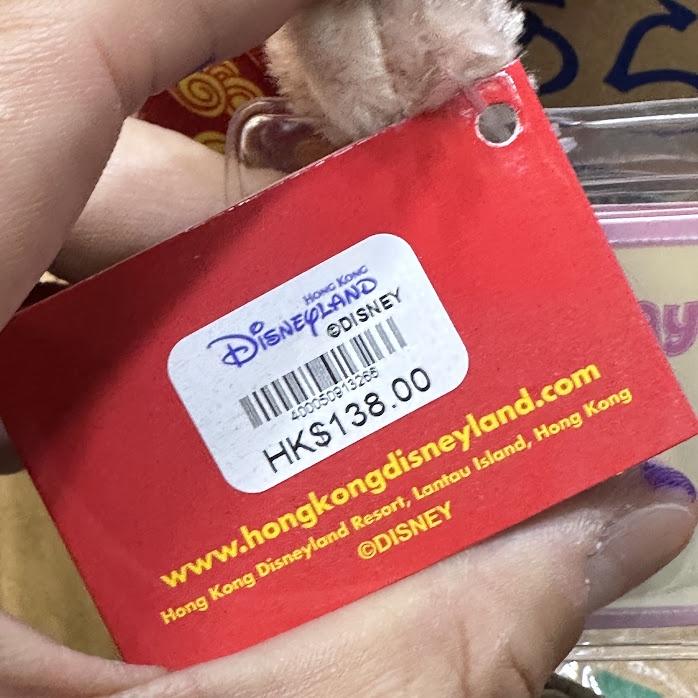 HONG KONG
DISNEYLAND
©DISNEY
400050913266
HK$138.00
www.hongkongdisneyland.com
Hong Kong Disneyland Resort, Lantau Island, Hong Kong
©DISNEY